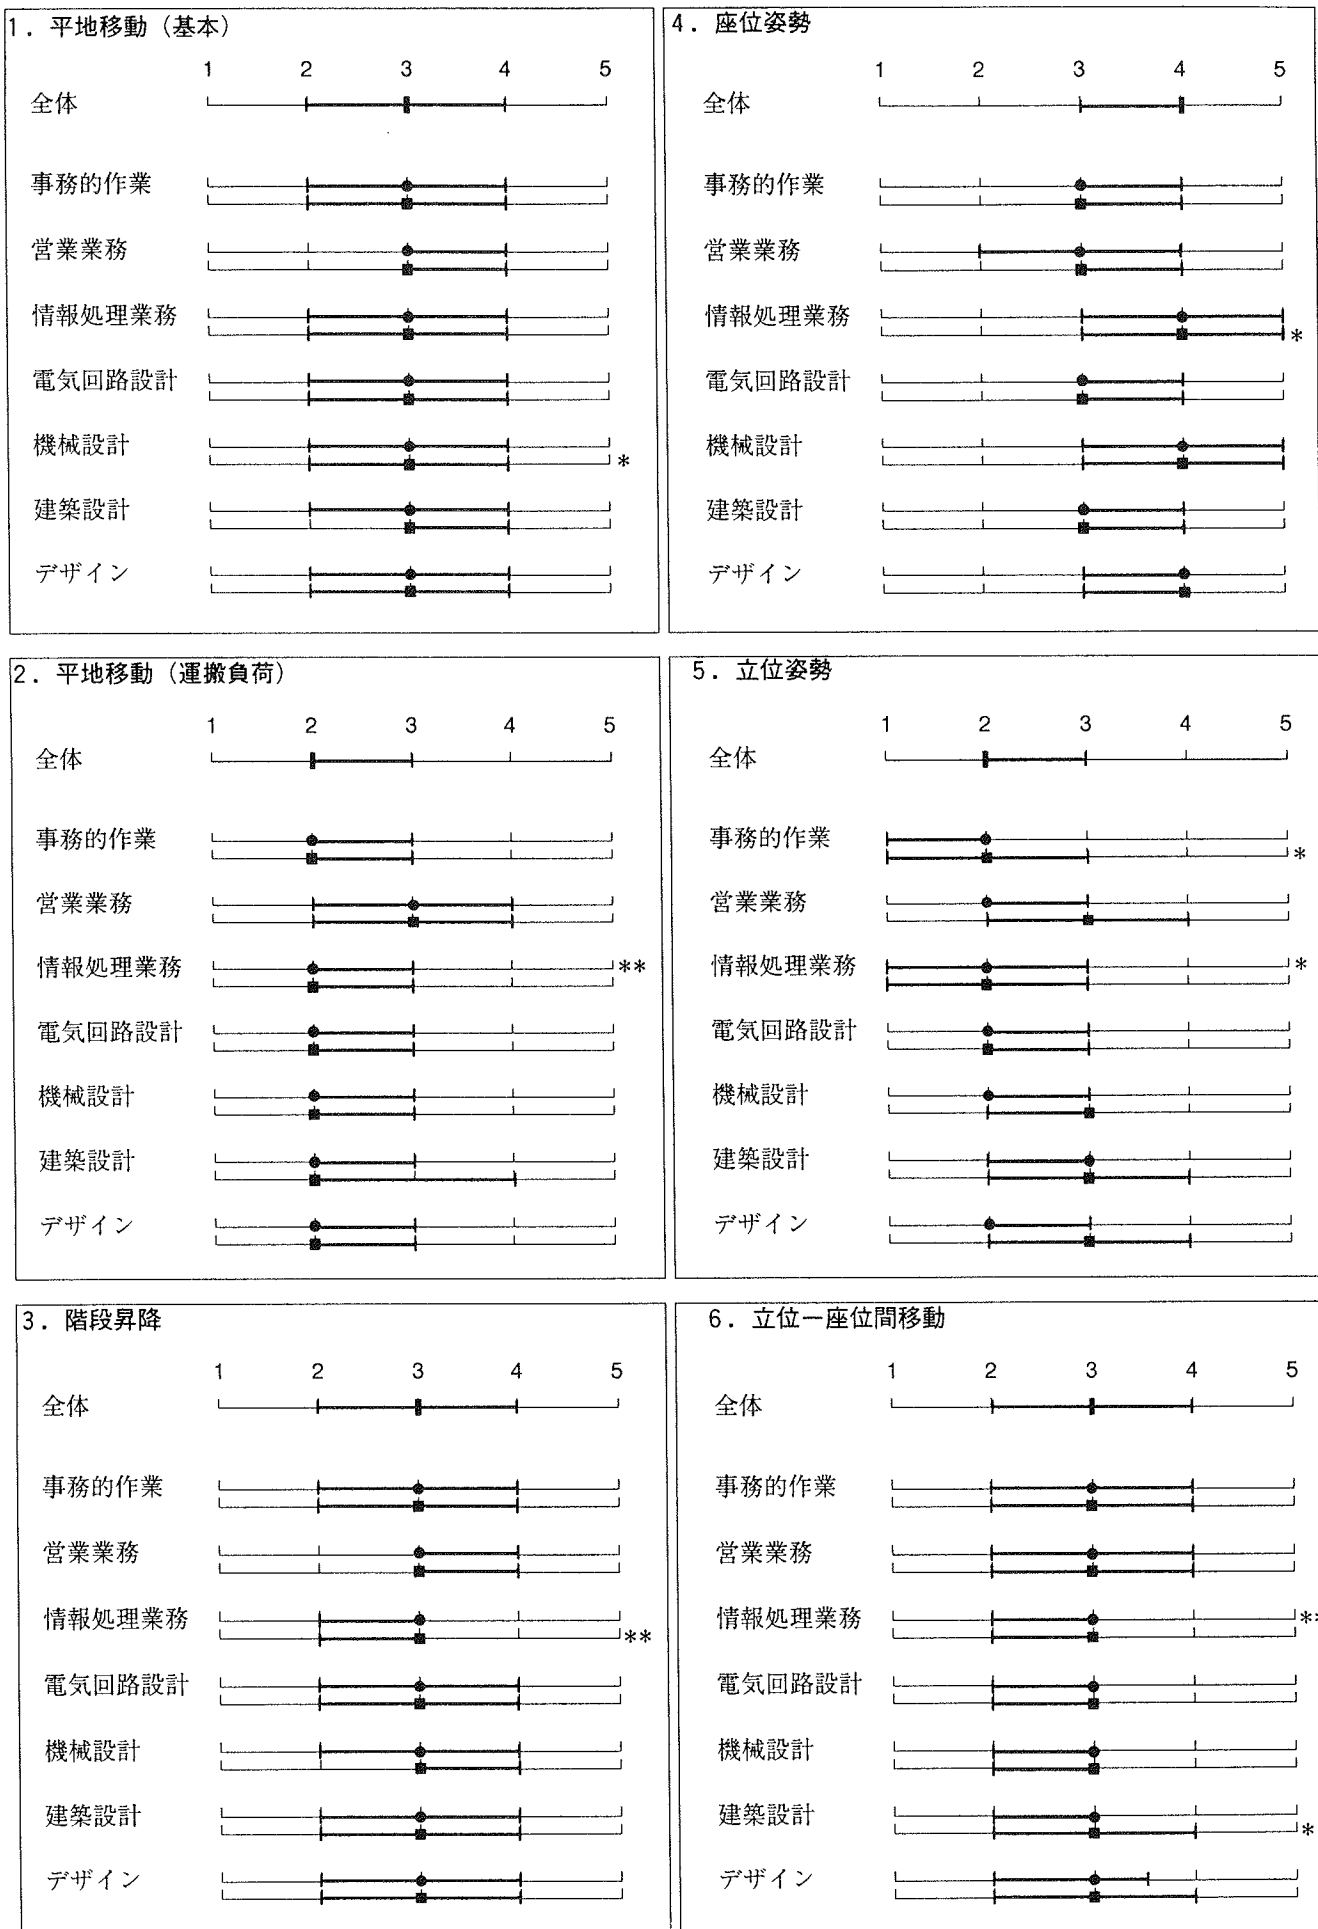 1．平地移動（基本）
1 2 3 4 5
全体
事務的作業
営業業務
情報処理業務
電気回路設計
機械設計
*
建築設計
デザイン
2．平地移動（運搬負荷）
1 2 3 4 5
全体
事務的作業
営業業務
情報処理業務
**
電気回路設計
機械設計
建築設計
デザイン
3．階段昇降
1 2 3 4 5
全体
事務的作業
営業業務
情報処理業務
**
電気回路設計
機械設計
建築設計
デザイン
4．座位姿勢
1 2 3 4 5
全体
事務的作業
営業業務
情報処理業務
*
電気回路設計
機械設計
建築設計
デザイン
5．立位姿勢
1 2 3 4 5
全体
事務的作業
*
営業業務
情報処理業務
*
電気回路設計
機械設計
建築設計
デザイン
6．立位－座位間移動
1 2 3 4 5
全体
事務的作業
営業業務
情報処理業務
**
電気回路設計
機械設計
建築設計
*
デザイン